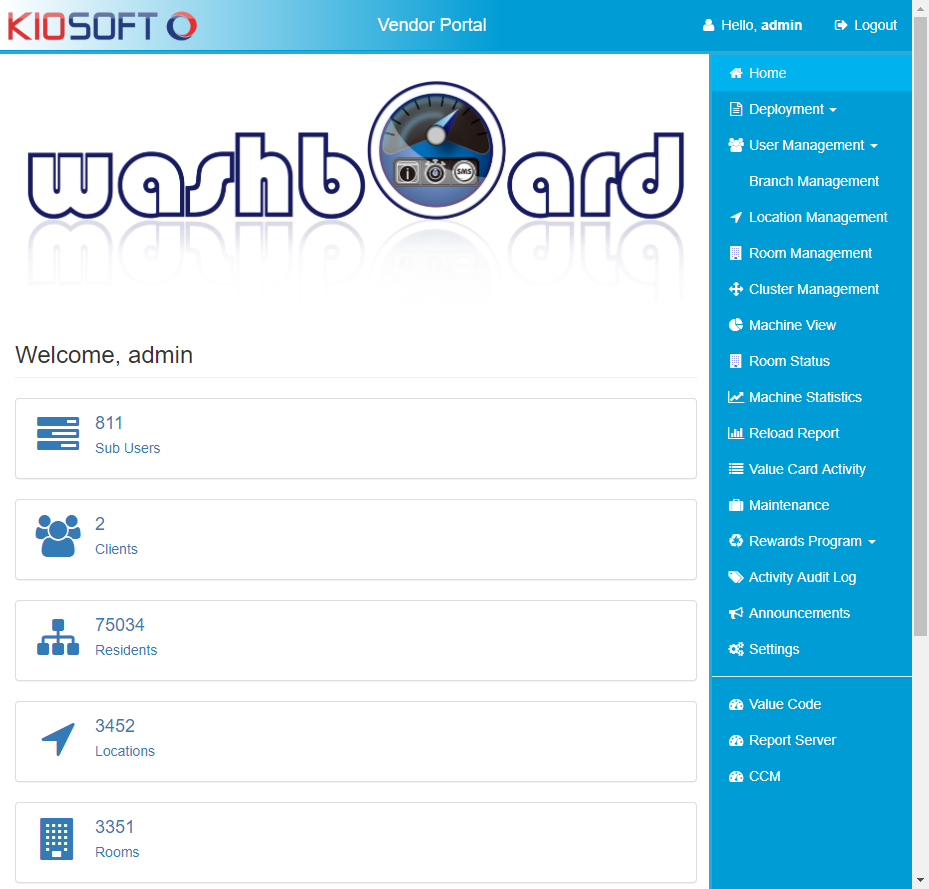 KIOSOFT
Vendor Portal
Hello, admin
Logout
washboard
i
SMS
Welcome, admin
811
Sub Users
2
Clients
75034
Residents
3452
Locations
3351
Rooms
Home
Deployment
User Management
Branch Management
Location Management
Room Management
Cluster Management
Machine View
Room Status
Machine Statistics
Reload Report
Value Card Activity
Maintenance
Rewards Program
Activity Audit Log
Announcements
Settings
Value Code
Report Server
CCM